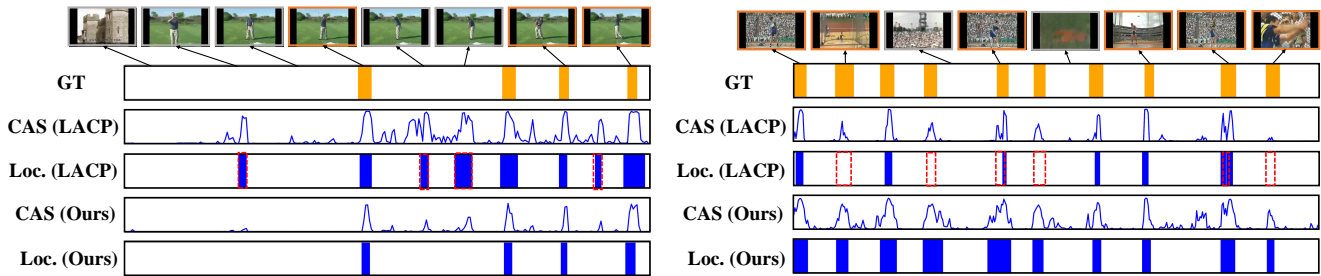 GT
CAS (LACP)
Loc. (LACP)
CAS (Ours)
Loc. (Ours)
GT
CAS (LACP)
Loc. (LACP)
CAS (Ours)
Loc. (Ours)